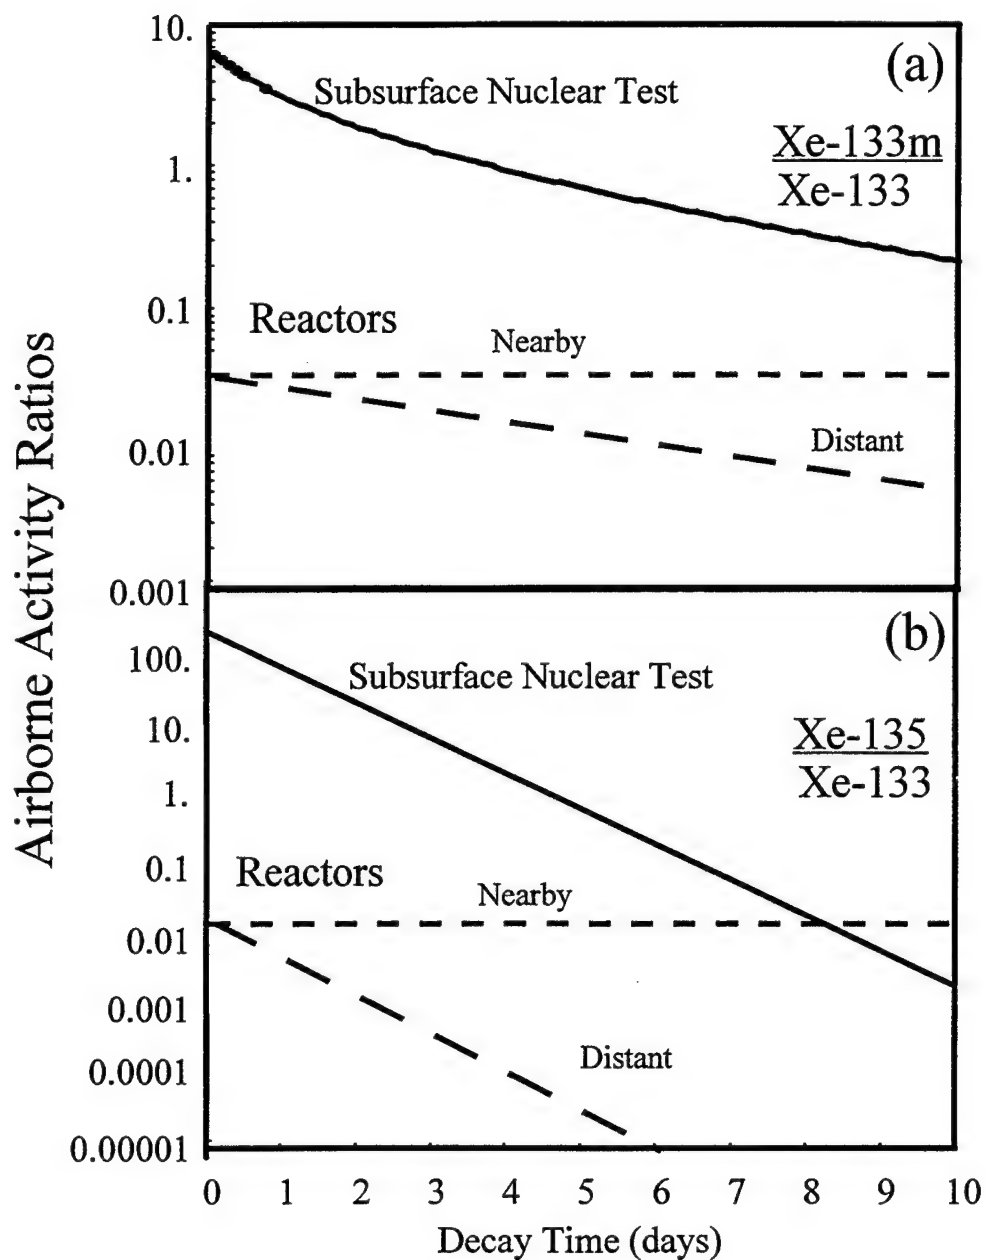 Airborne Activity Ratios
10.
1.
0.1
0.01
0.001
(a)
Subsurface Nuclear Test
Xe-133m
Xe-133
Reactors
Nearby
Distant
100.
10.
1.
0.1
0.01
0.001
0.0001
0.00001
(b)
Subsurface Nuclear Test
Xe-135
Xe-133
Reactors
Nearby
Distant
0 1 2 3 4 5 6 7 8 9 10
Decay Time (days)